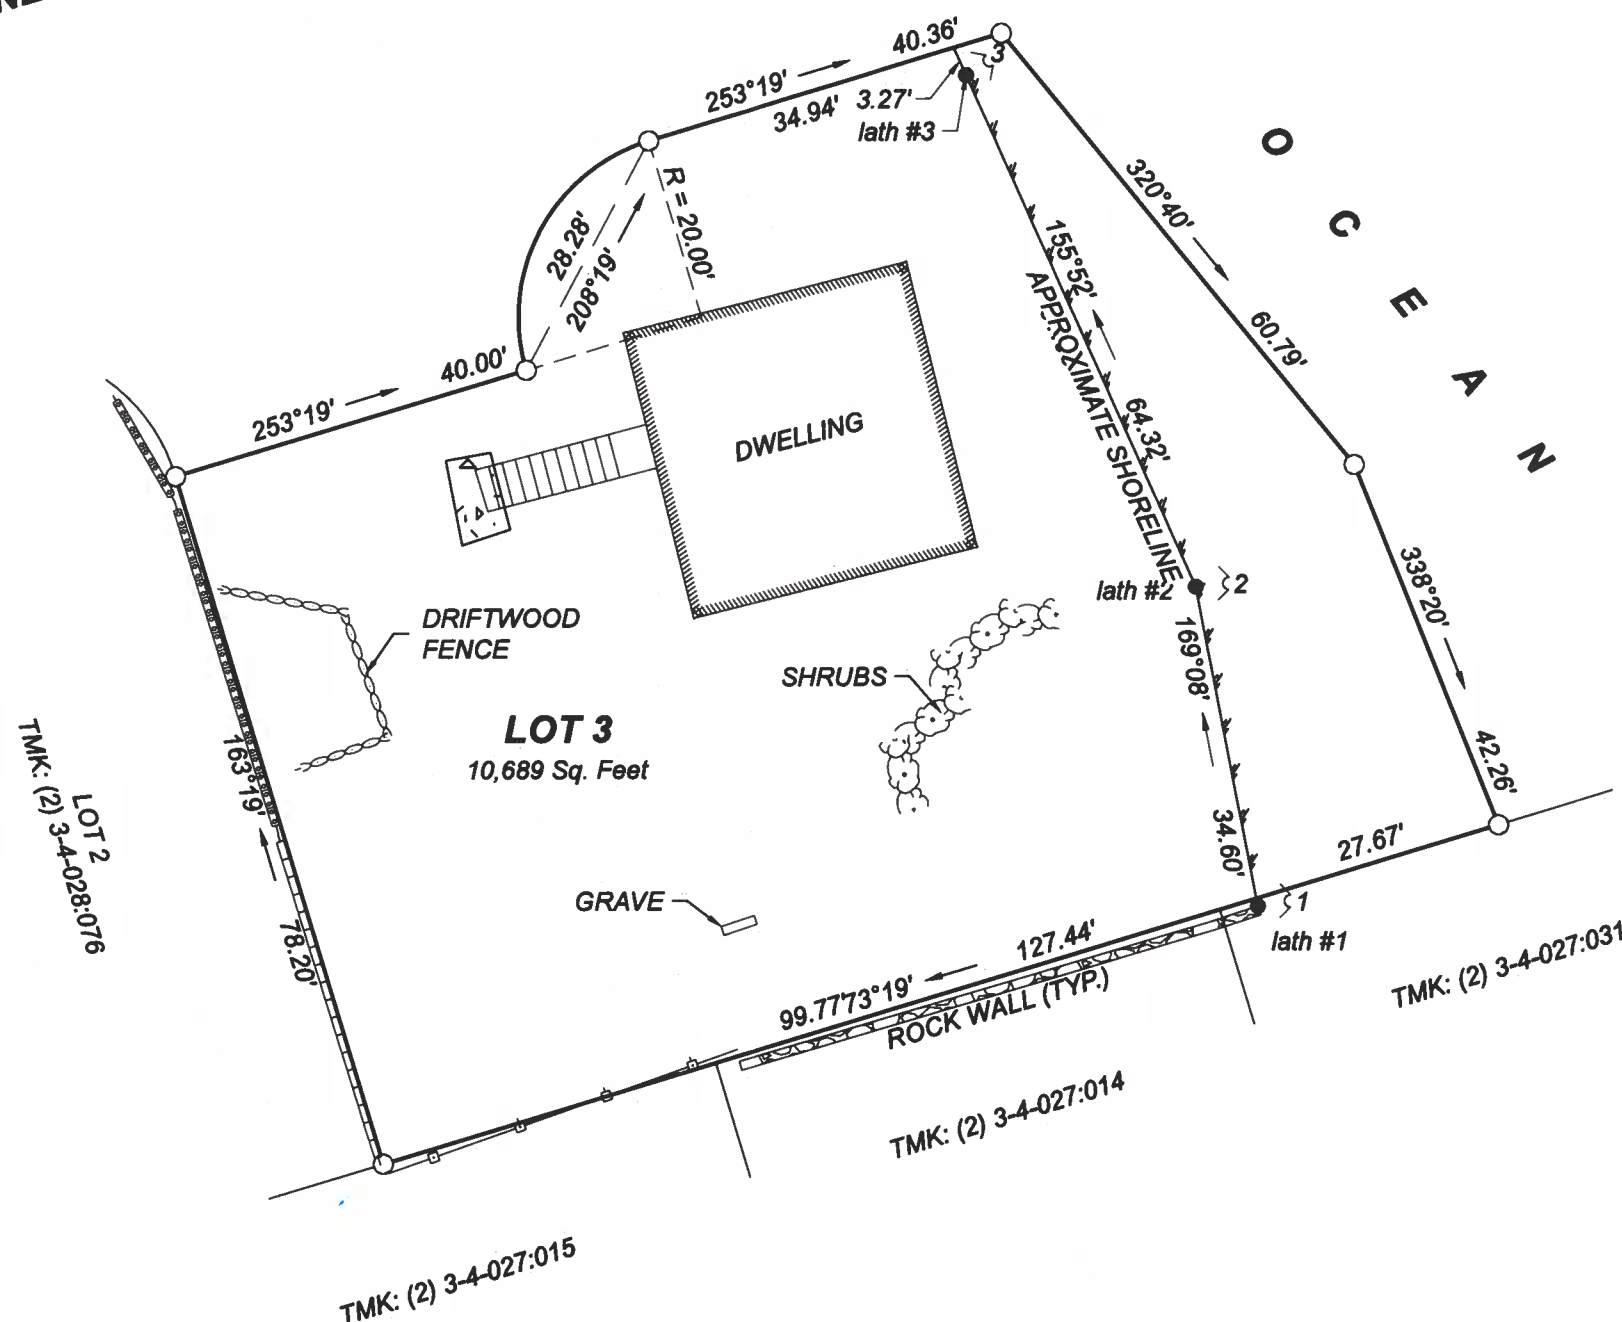 40.36'
253°19'
34.94'
3.27'
3
lath #3
R = 20.00'
28.28'
208°19'
320°40'
60.79'
O C E A N
155°52'
APPROXIMATE SHORELINE
64.32'
40.00'
253°19'
DWELLING
lath #2
2
338°20'
42.26'
DRIFTWOOD
FENCE
SHRUBS
169°08'
34.60'
LOT 3
10,689 Sq. Feet
163°19'
78.20'
LOT 2
TMK: (2) 3-4-028:076
GRAVE
27.67'
1
lath #1
127.44'
99.77'73°19'
ROCK WALL (TYP.)
TMK: (2) 3-4-027:031
TMK: (2) 3-4-027:014
TMK: (2) 3-4-027:015